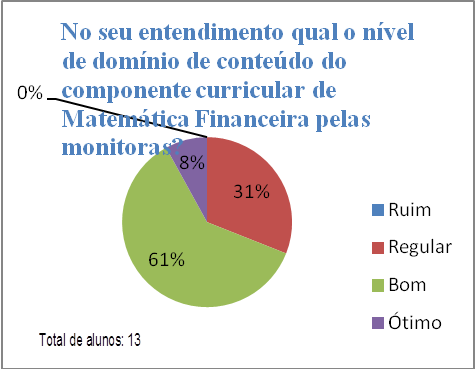 No seu entendimento qual o nível
de domínio de conteúdo do
componente curricular de
Matemática Financeira pelas
monitoras?
0%
8%
31%
61%
Ruim
Regular
Bom
Ótimo
Total de alunos: 13